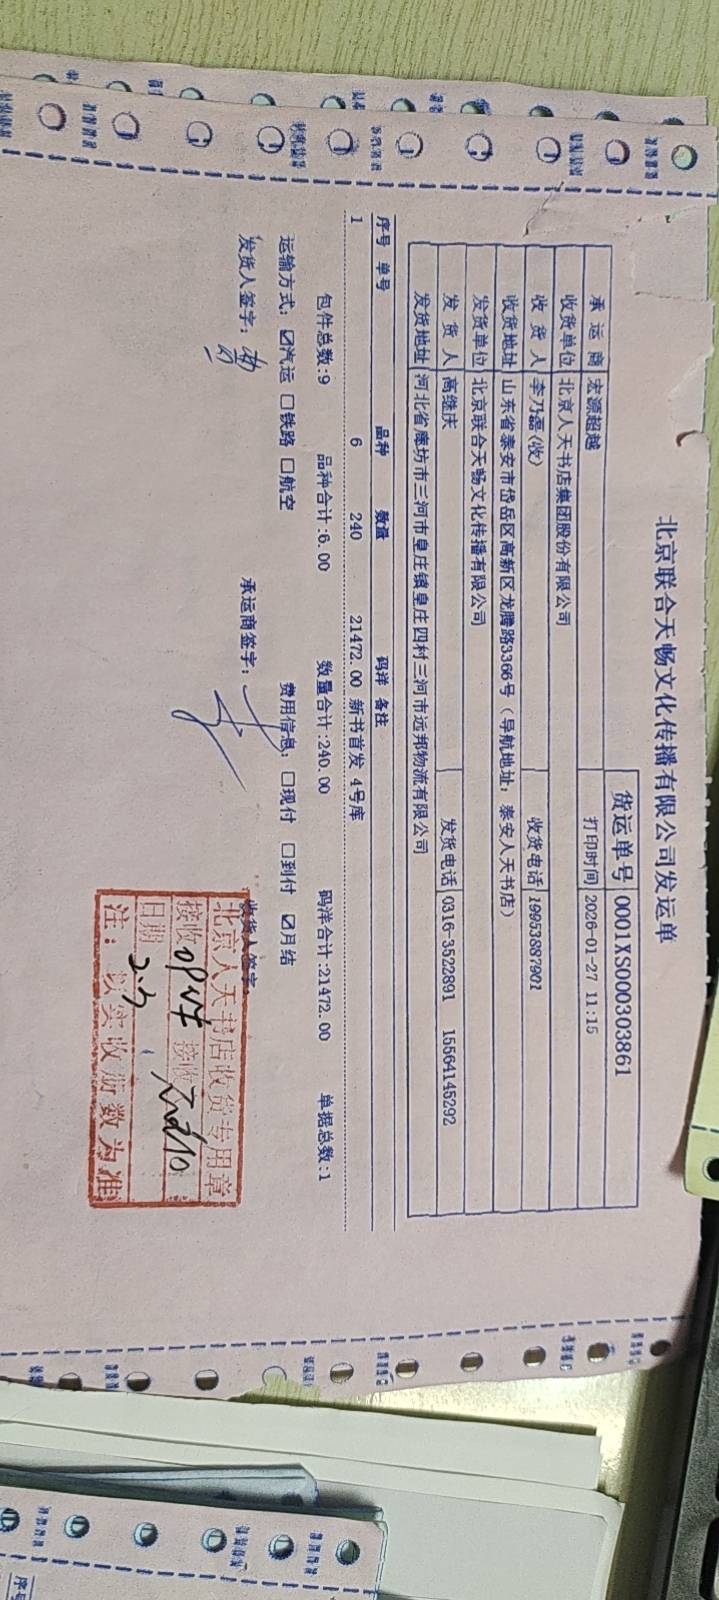 北京联合天畅文化传播有限公司发运单
货运单号 0001XS000303861
承运商 宏源超越 打印时间 2026-01-27 11:15
收货单位 北京人天书店集团股份有限公司
收货人 李乃磊(收) 收货电话 19953887901
收货地址 山东省泰安市岱岳区高新区龙腾路3366号（导航地址：泰安人天书店）
发货单位 北京联合天畅文化传播有限公司
发货人 高继庆 发货电话 0316-3522891 15564145292
发货地址 河北省廊坊市三河市皇庄镇皇庄四村三河市远邦物流有限公司
序号 单号 品种 数量 码洋 备注
1 6 240 21472.00 新书首发 4号库
包件总数:9 品种合计:6.00 数量合计:240.00 码洋合计:21472.00 单据总数:1
运输方式: ☑汽运 □铁路 □航空 费用信息: □现付 □到付 ☑月结
发货人签字: 承运商签字: 收货人签字:
北京人天书店收货专用章
接收 接收
日期 2.3
注：以实收册数为准
序号